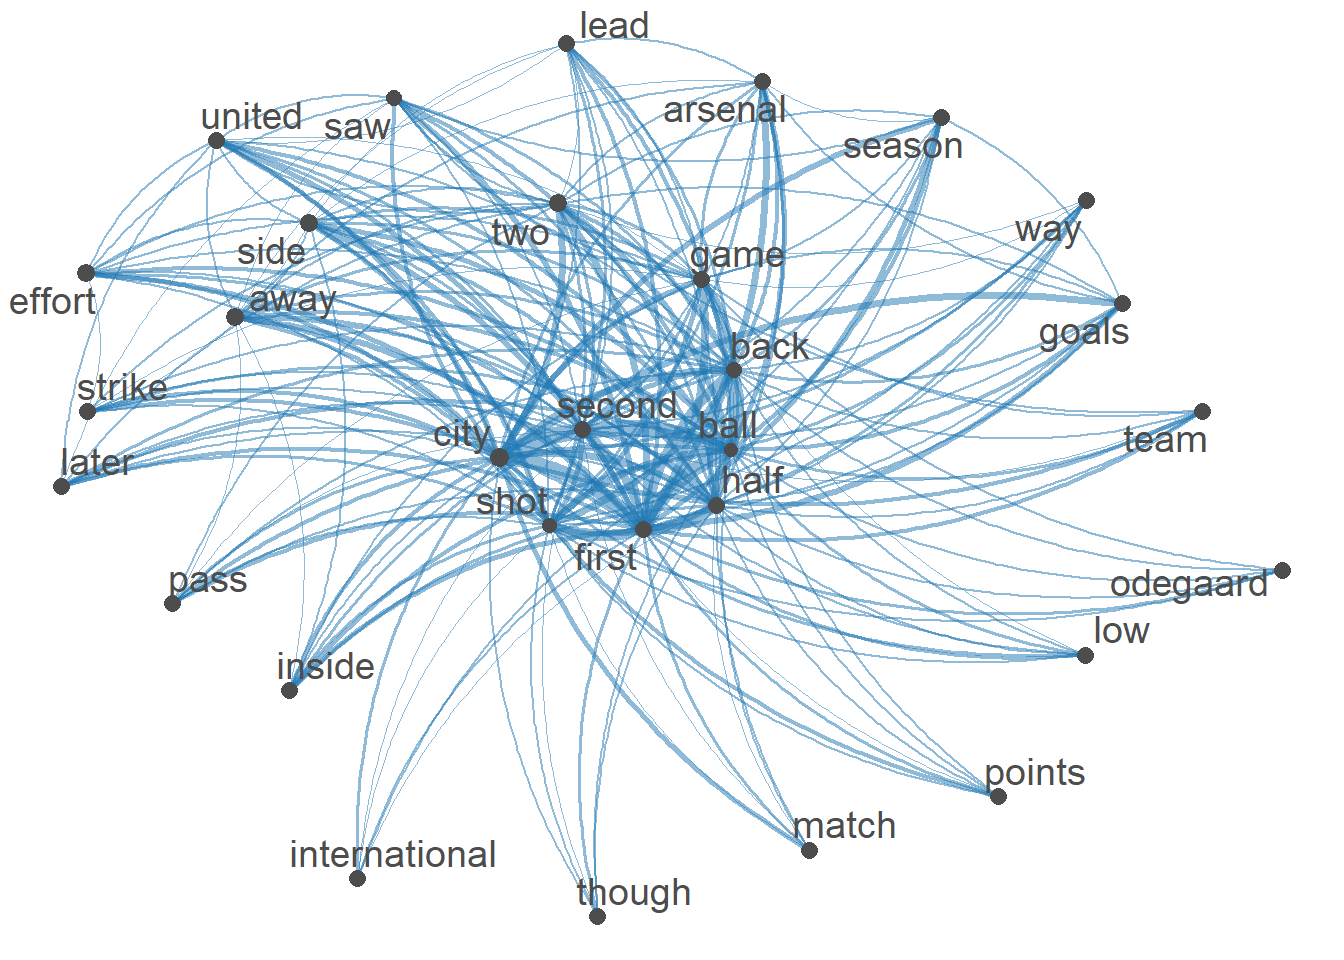 lead
arsenal
united
saw
season
way
two
side
game
effort
away
goals
back
strike
second
ball
city
team
later
half
shot
first
pass
odegaard
low
inside
points
match
international
though